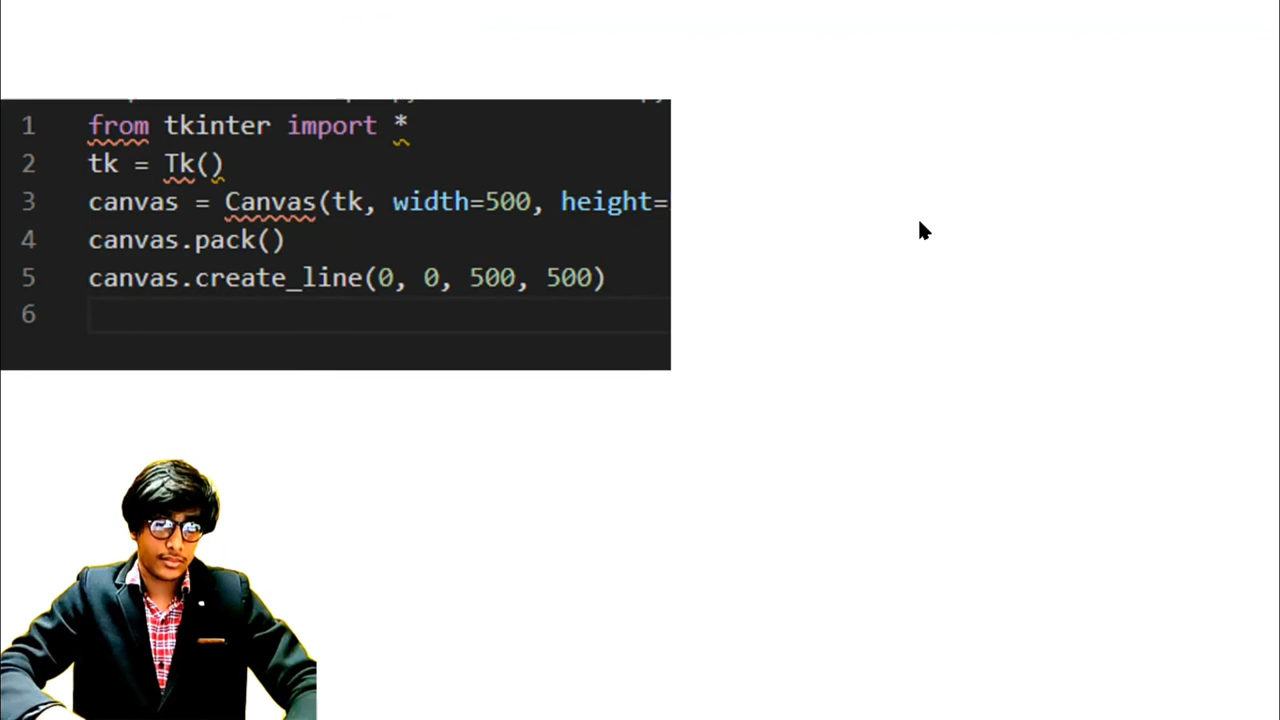 1 from tkinter import *
2 tk = Tk()
3 canvas = Canvas(tk, width=500, height=
4 canvas.pack()
5 canvas.create_line(0, 0, 500, 500)
6